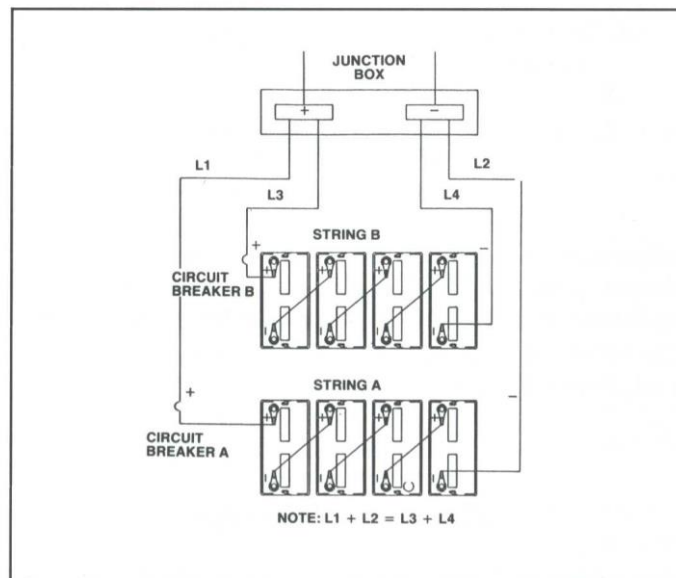 JUNCTION
BOX
+ −
L1
L2
L3
L4
STRING B
+
−
CIRCUIT
BREAKER B
+ + + +
− − − −
STRING A
+
−
CIRCUIT
BREAKER A
+ + + +
− − − −
NOTE: L1 + L2 = L3 + L4